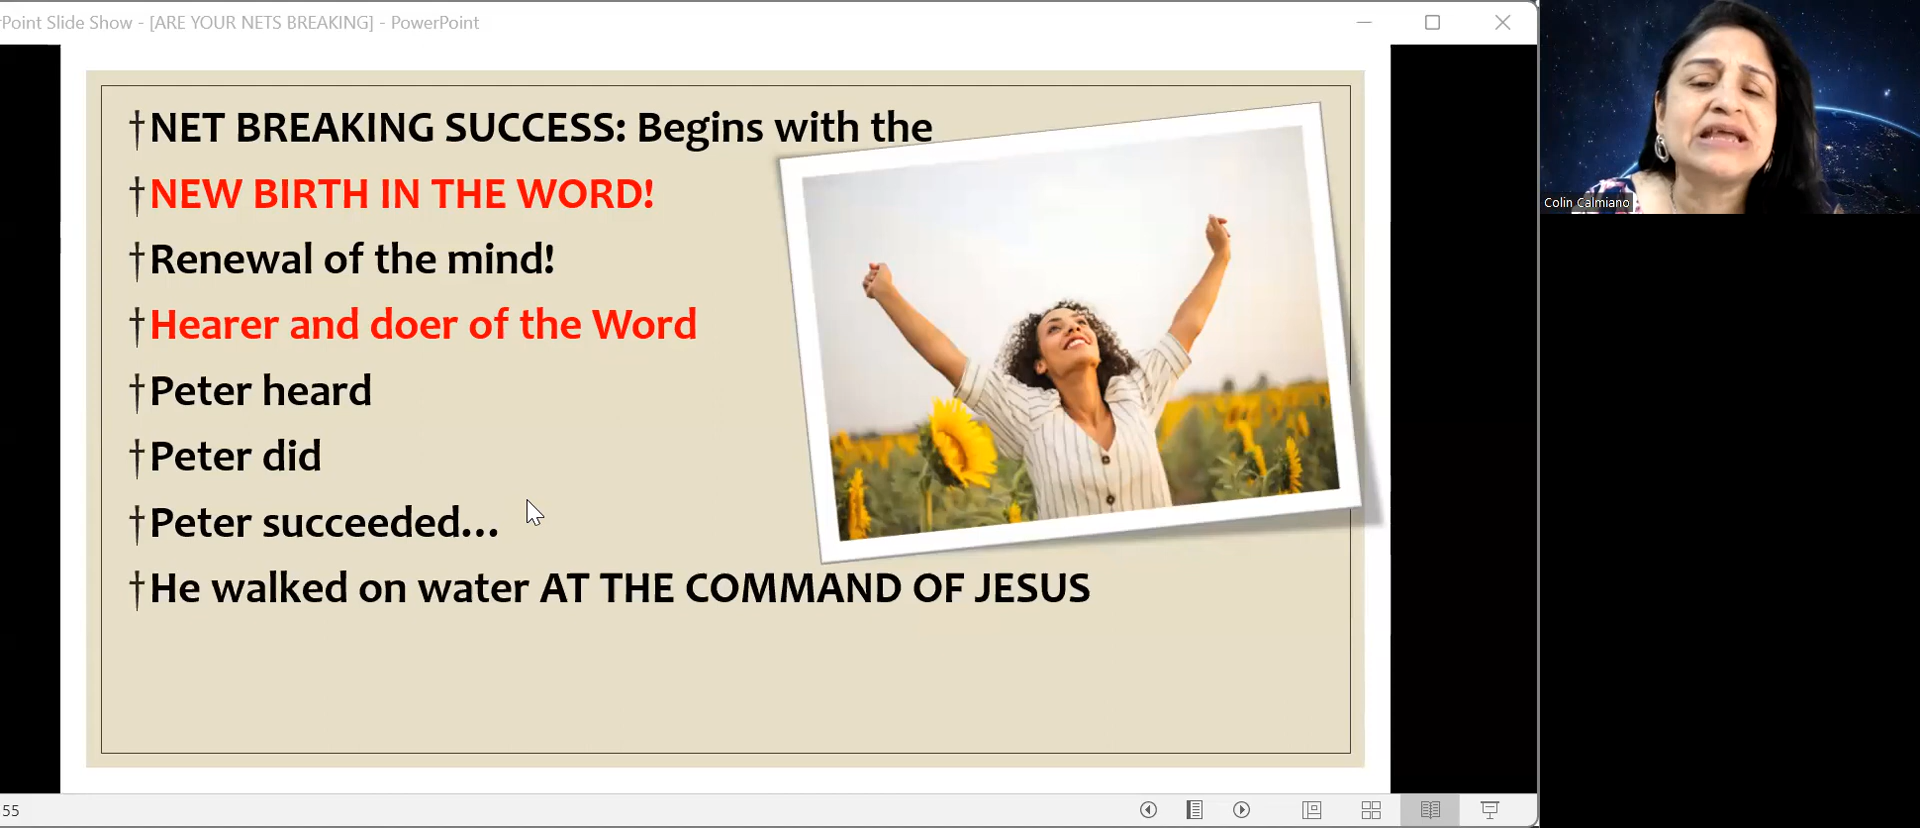 Point Slide Show - [ARE YOUR NETS BREAKING] - PowerPoint
†NET BREAKING SUCCESS: Begins with the
†NEW BIRTH IN THE WORD!
†Renewal of the mind!
†Hearer and doer of the Word
†Peter heard
†Peter did
†Peter succeeded...
†He walked on water AT THE COMMAND OF JESUS
Colin Calmiano
55